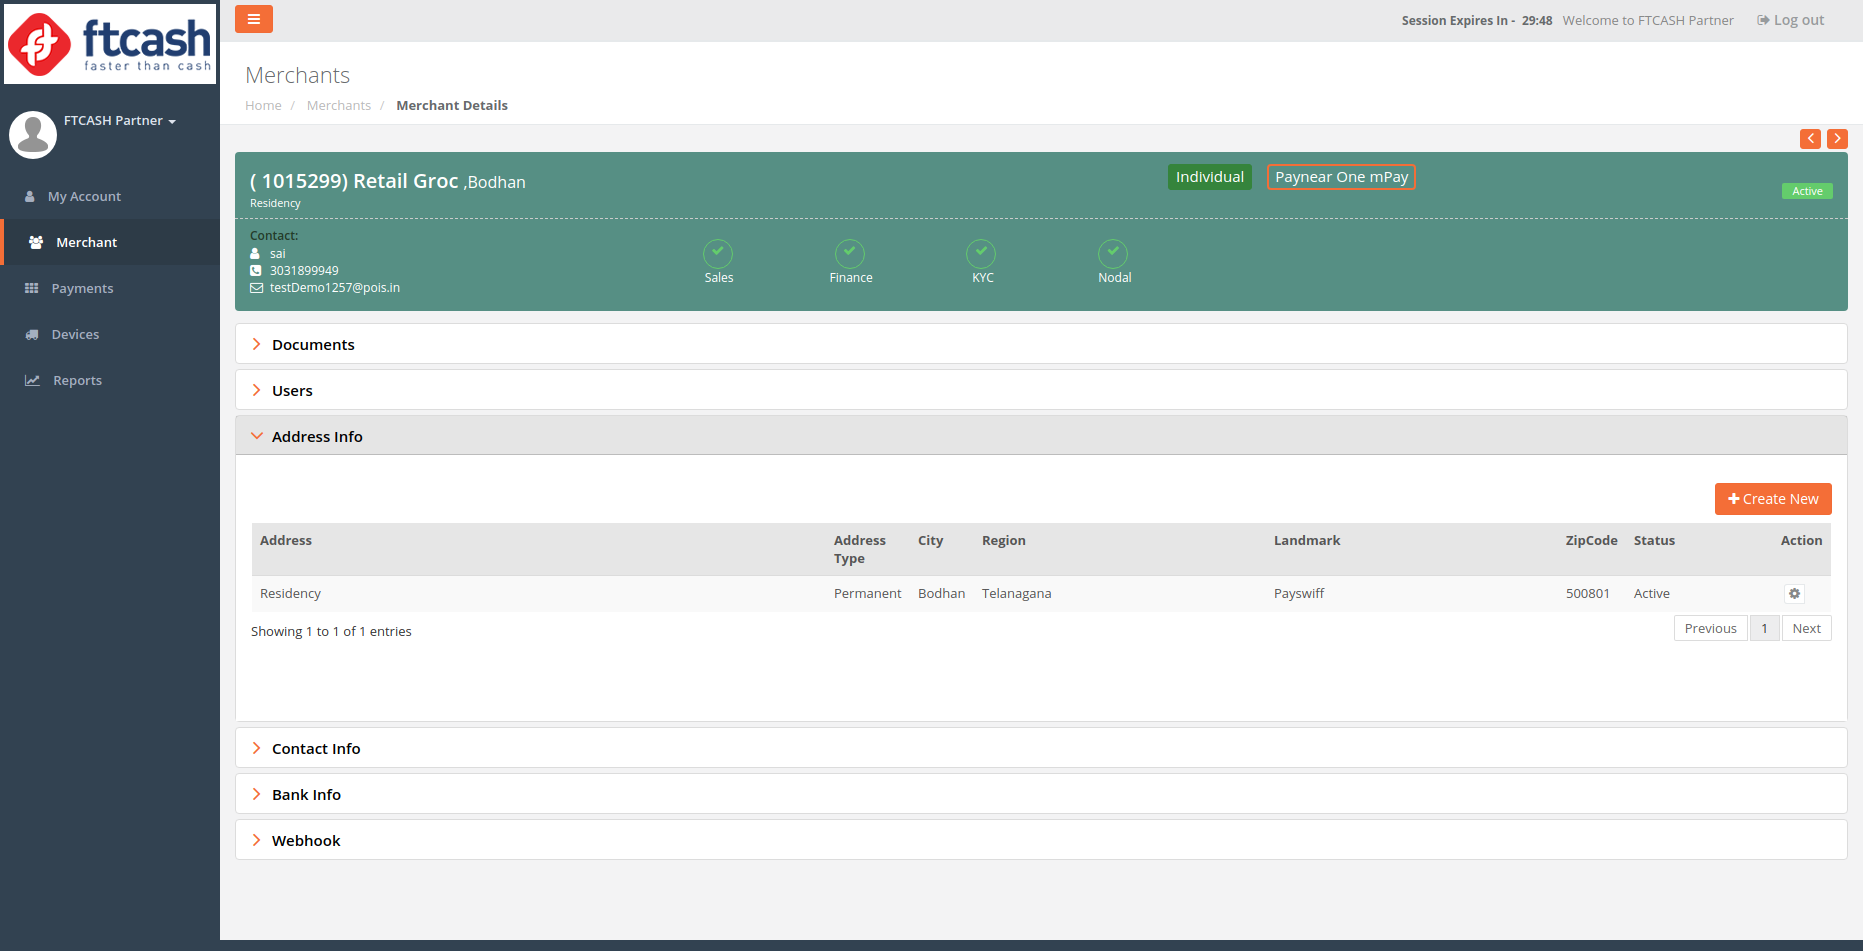 ftcash
faster than cash
Session Expires In - 29:48 Welcome to FTCASH Partner Log out
FTCASH Partner
My Account
Merchant
Payments
Devices
Reports
Merchants
Home / Merchants / Merchant Details
( 1015299) Retail Groc ,Bodhan Individual Paynear One mPay
Residency
Active
Contact:
sai
3031899949
testDemo1257@pois.in
Sales Finance KYC Nodal
Documents
Users
Address Info
Create New
Address Address Type City Region Landmark ZipCode Status Action
Residency Permanent Bodhan Telanagana Payswiff 500801 Active
Showing 1 to 1 of 1 entries Previous 1 Next
Contact Info
Bank Info
Webhook